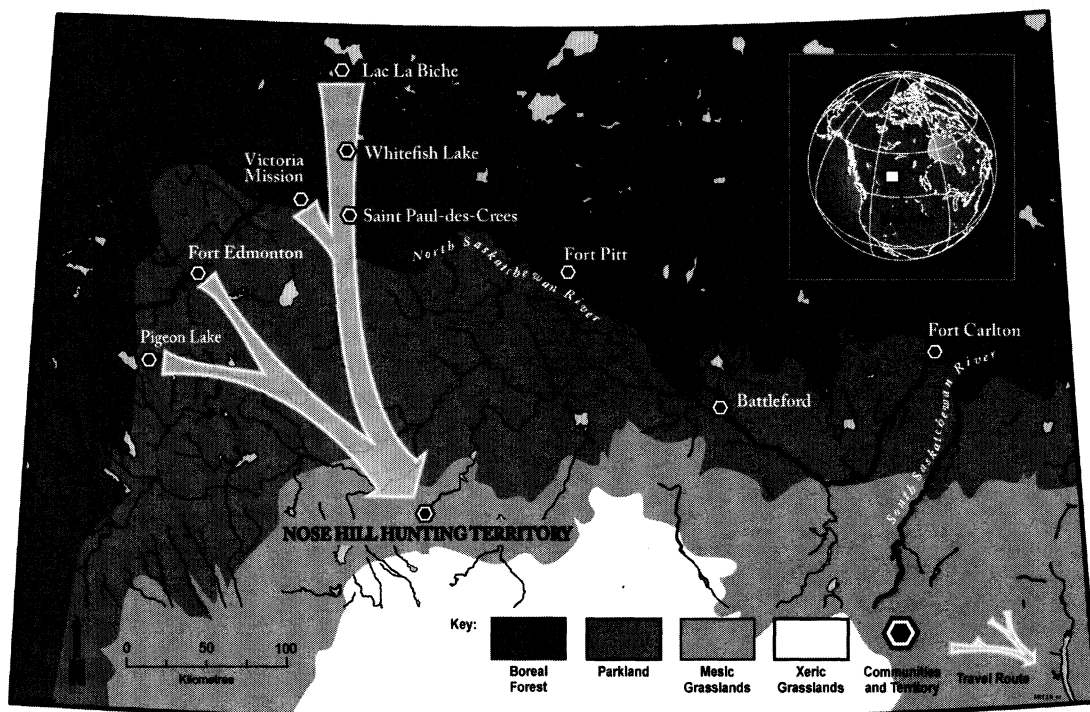 Lac La Biche
Whitefish Lake
Victoria
Mission
Saint Paul-des-Crees
Fort Edmonton
North Saskatchewan River
Fort Pitt
Pigeon Lake
Fort Carlton
South Saskatchewan River
Battleford
NOSE HILL HUNTING TERRITORY
Key:
Boreal
Forest
Parkland
Mesic
Grasslands
Xeric
Grasslands
Communities
and Territory
Travel Route
0 50 100
Kilometres